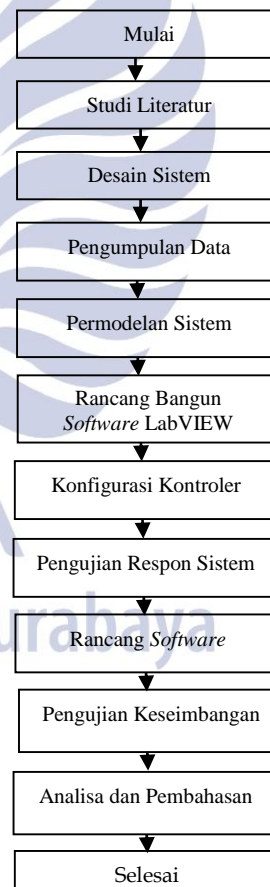 Mulai
Studi Literatur
Desain Sistem
Pengumpulan Data
Permodelan Sistem
Rancang Bangun
Software LabVIEW
Konfigurasi Kontroler
Pengujian Respon Sistem
Rancang Software
Pengujian Keseimbangan
Analisa dan Pembahasan
Selesai